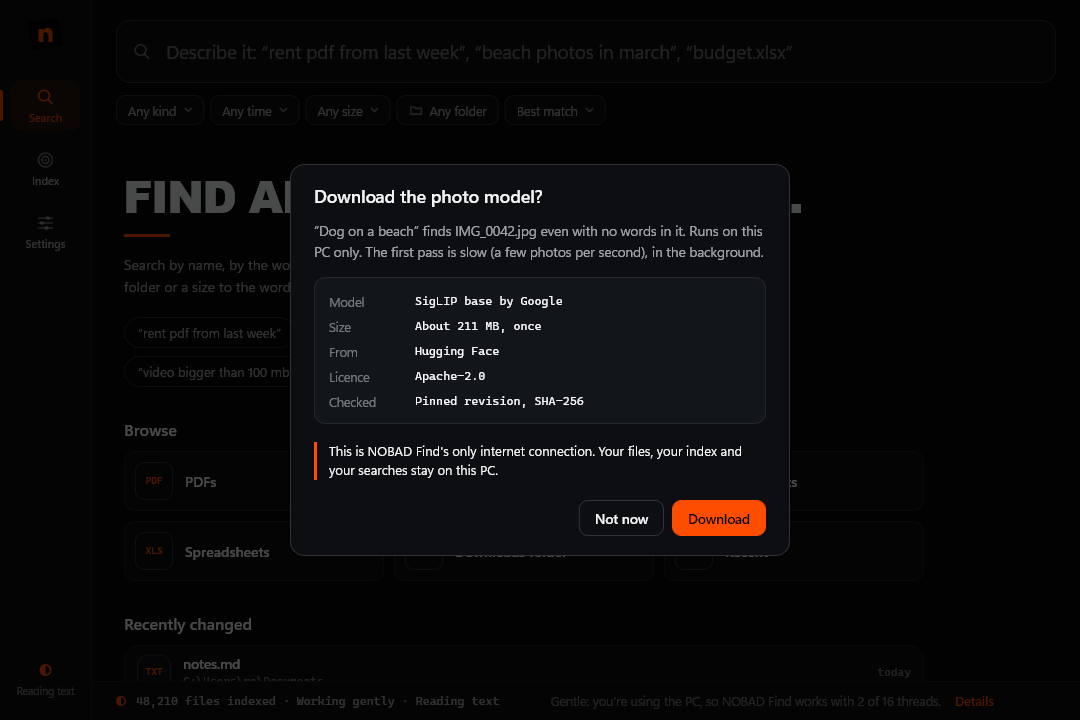 n
Describe it: "rent pdf from last week", "beach photos in march", "budget.xlsx"
Search
Any kind
Any time
Any size
Any folder
Best match
Index
Settings
FIND
Download the photo model?
"Dog on a beach" finds IMG_0042.jpg even with no words in it. Runs on this
PC only. The first pass is slow (a few photos per second), in the background.
Search by name, by the
folder or a size to the word
"rent pdf from last week"
"video bigger than 100 mb
Model SigLIP base by Google
Size About 211 MB, once
From Hugging Face
Licence Apache-2.0
Checked Pinned revision, SHA-256
This is NOBAD Find's only internet connection. Your files, your index and
your searches stay on this PC.
Not now
Download
Browse
PDF PDFs
XLS Spreadsheets
Recently changed
TXT notes.md
today
Reading text
48,210 files indexed · Working gently · Reading text
Gentle: you're using the PC, so NOBAD Find works with 2 of 16 threads.
Details